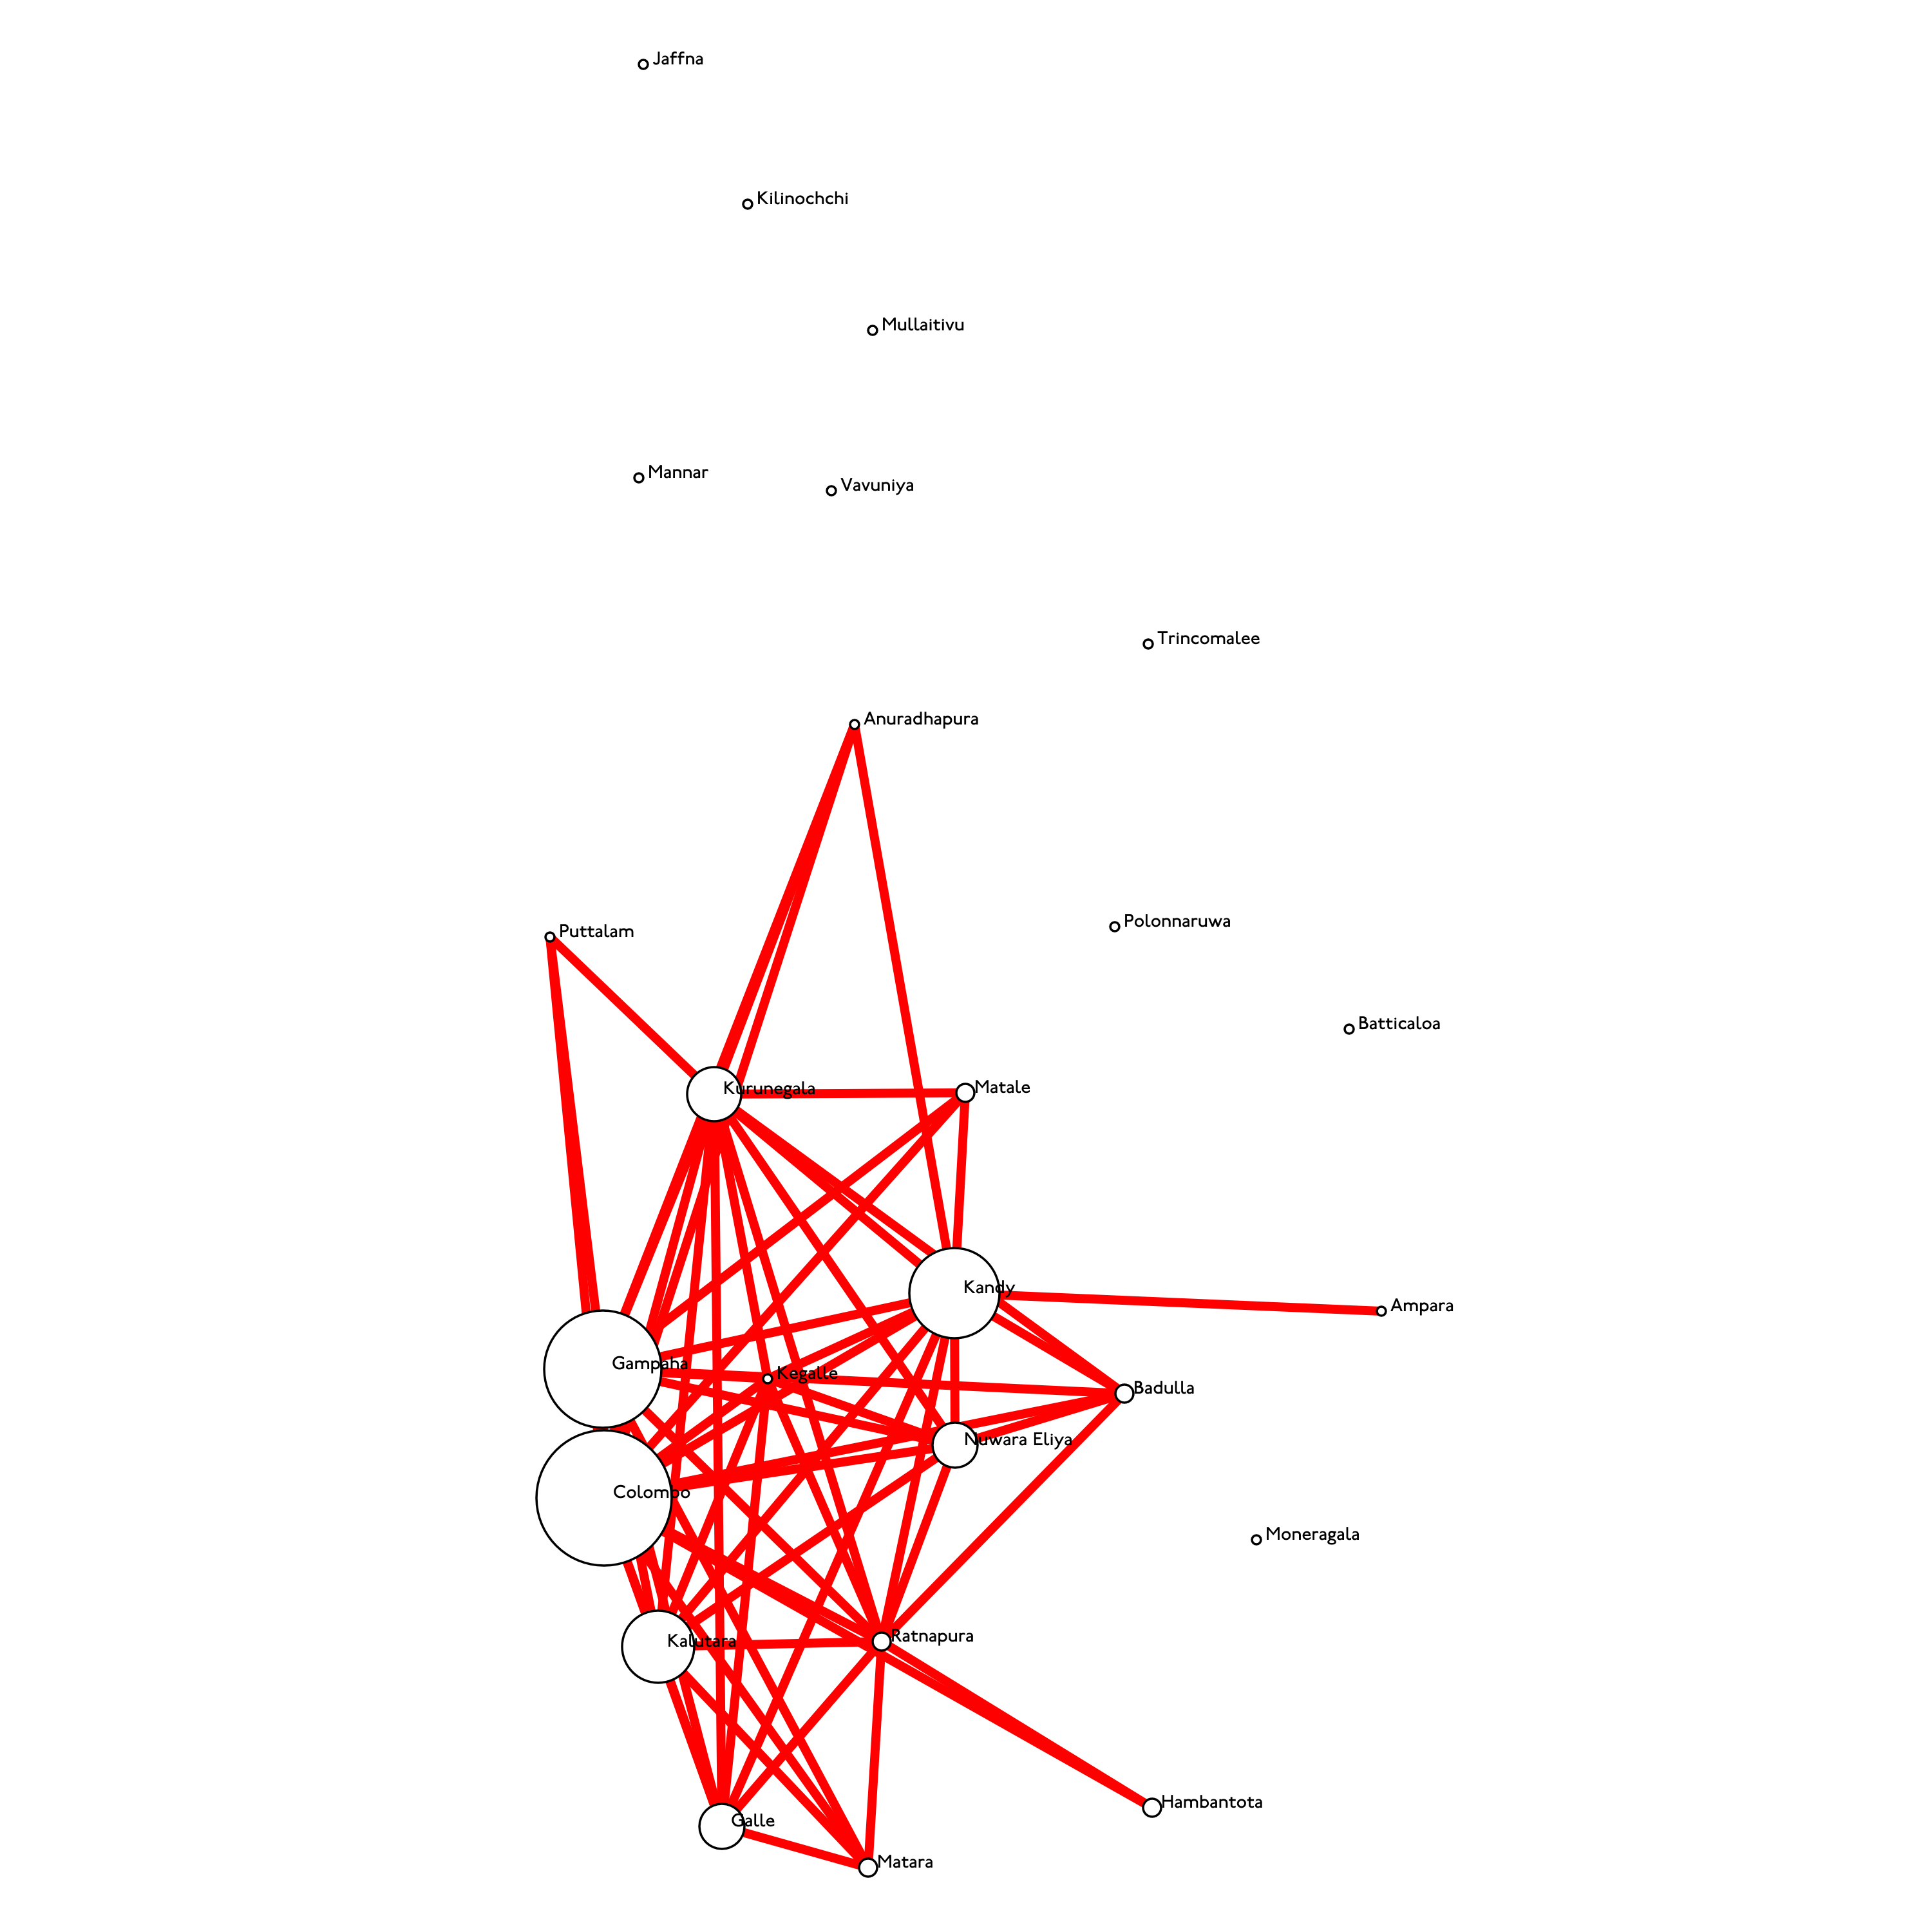 Jaffna
Kilinochchi
Mullaitivu
Mannar
Vavuniya
Trincomalee
Anuradhapura
Polonnaruwa
Puttalam
Batticaloa
Matale
Kurunegala
Kandy
Ampara
Gampaha
Kegalle
Badulla
Nuwara Eliya
Colombo
Moneragala
Ratnapura
Kalutara
Hambantota
Galle
Matara